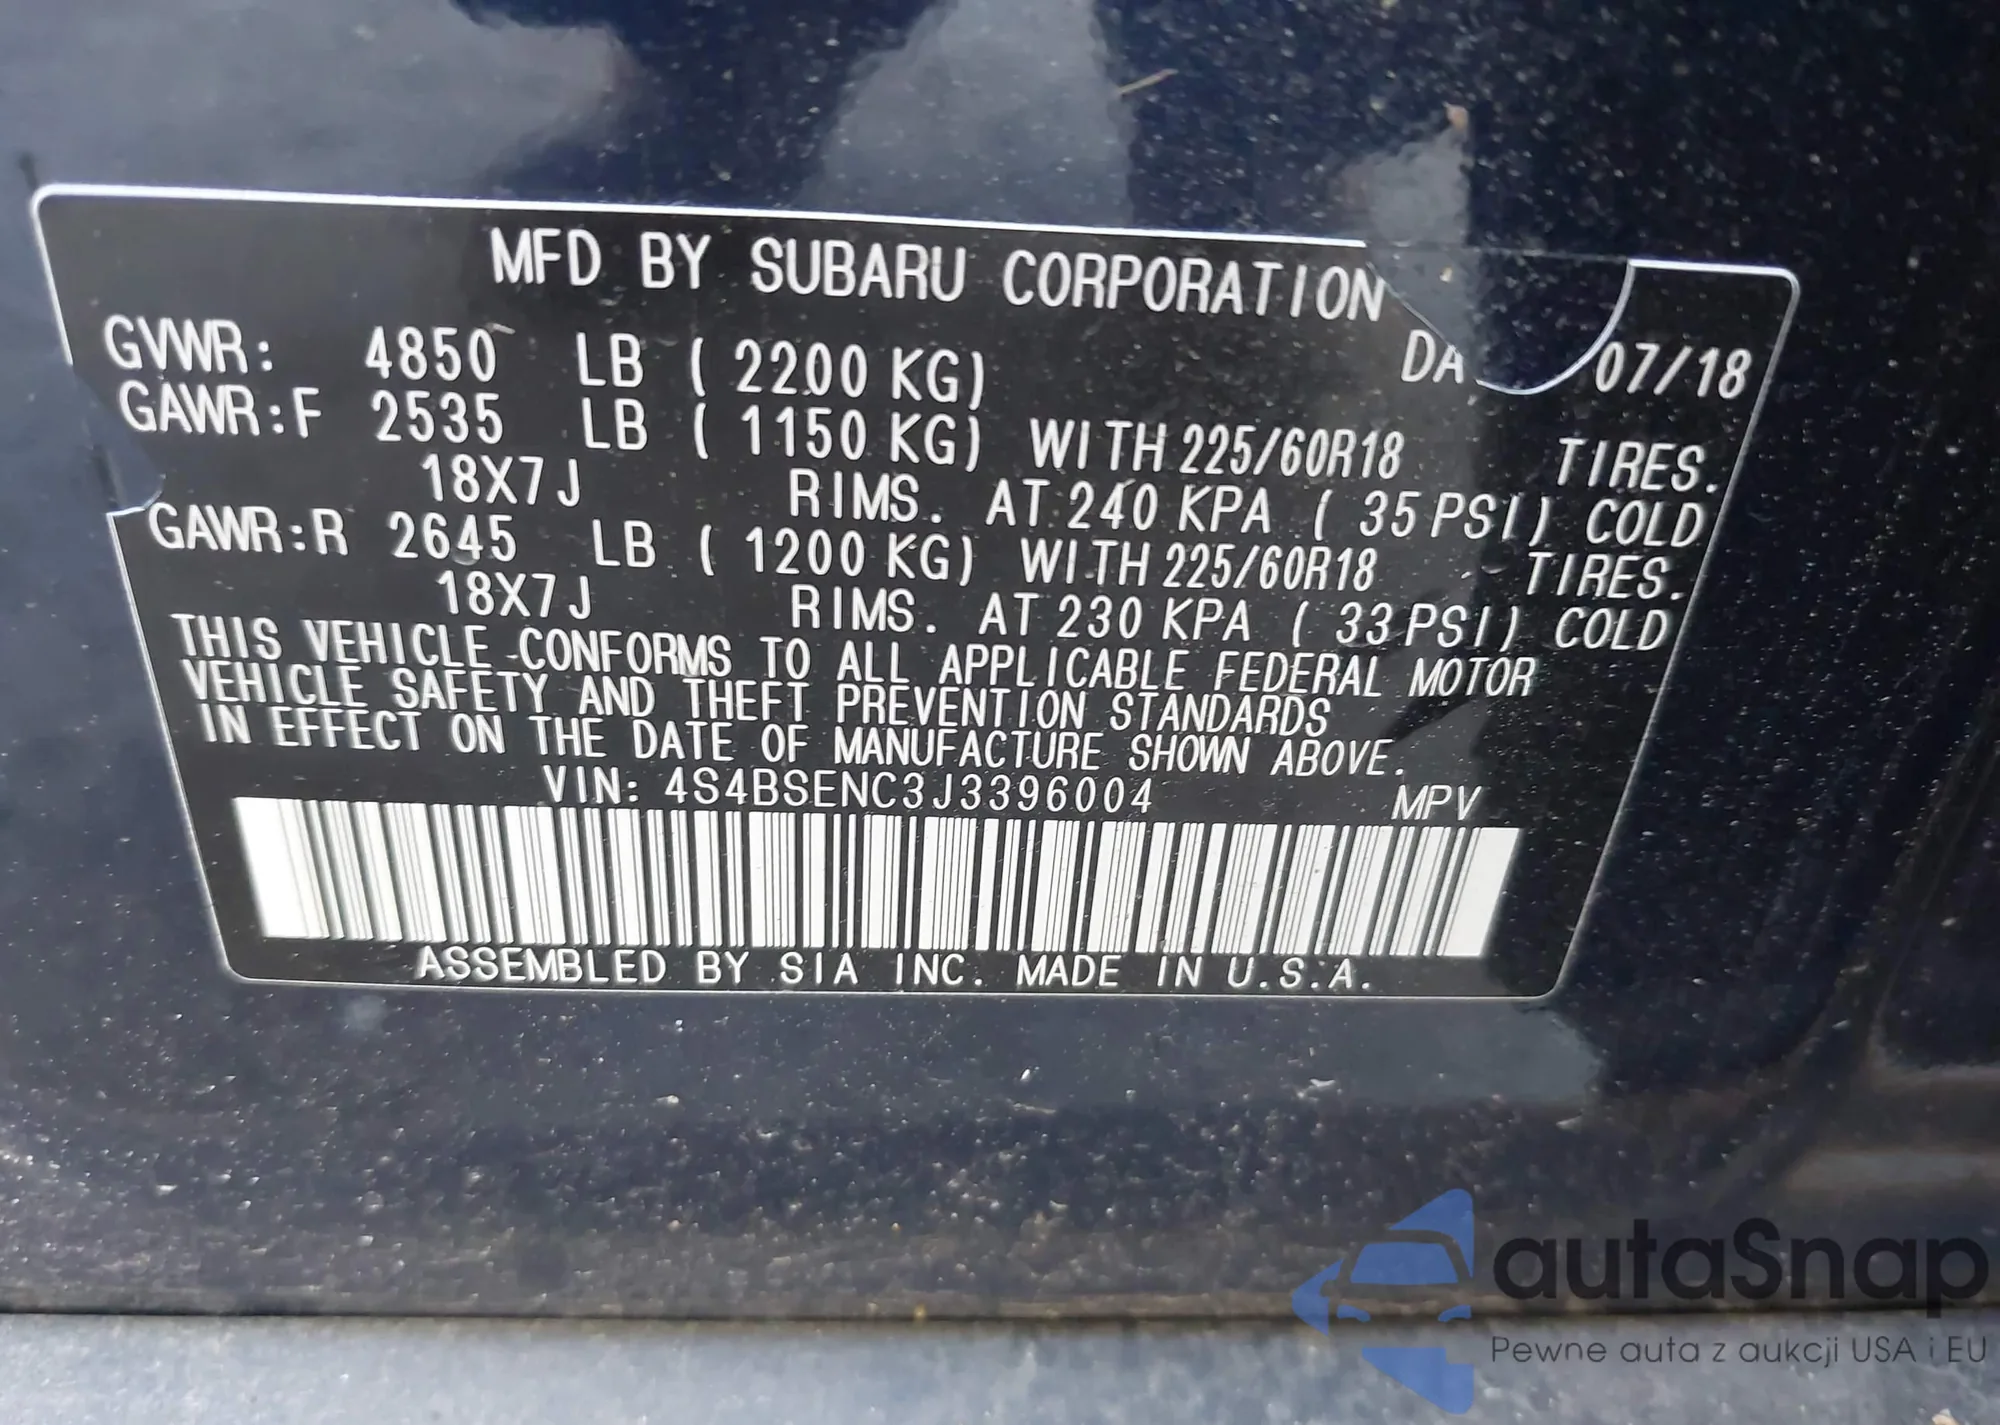 MFD BY SUBARU CORPORATION
GVWR: 4850 LB ( 2200 KG) DA 07/18
GAWR:F 2535 LB ( 1150 KG) WITH 225/60R18 TIRES.
18X7J RIMS. AT 240 KPA ( 35 PSI) COLD
GAWR:R 2645 LB ( 1200 KG) WITH 225/60R18 TIRES.
18X7J RIMS. AT 230 KPA ( 33 PSI) COLD
THIS VEHICLE CONFORMS TO ALL APPLICABLE FEDERAL MOTOR
VEHICLE SAFETY AND THEFT PREVENTION STANDARDS
IN EFFECT ON THE DATE OF MANUFACTURE SHOWN ABOVE.
VIN: 4S4BSENC3J3396004 MPV
ASSEMBLED BY SIA INC. MADE IN U.S.A.
autaSnap
Pewne auta z aukcji USA i EU